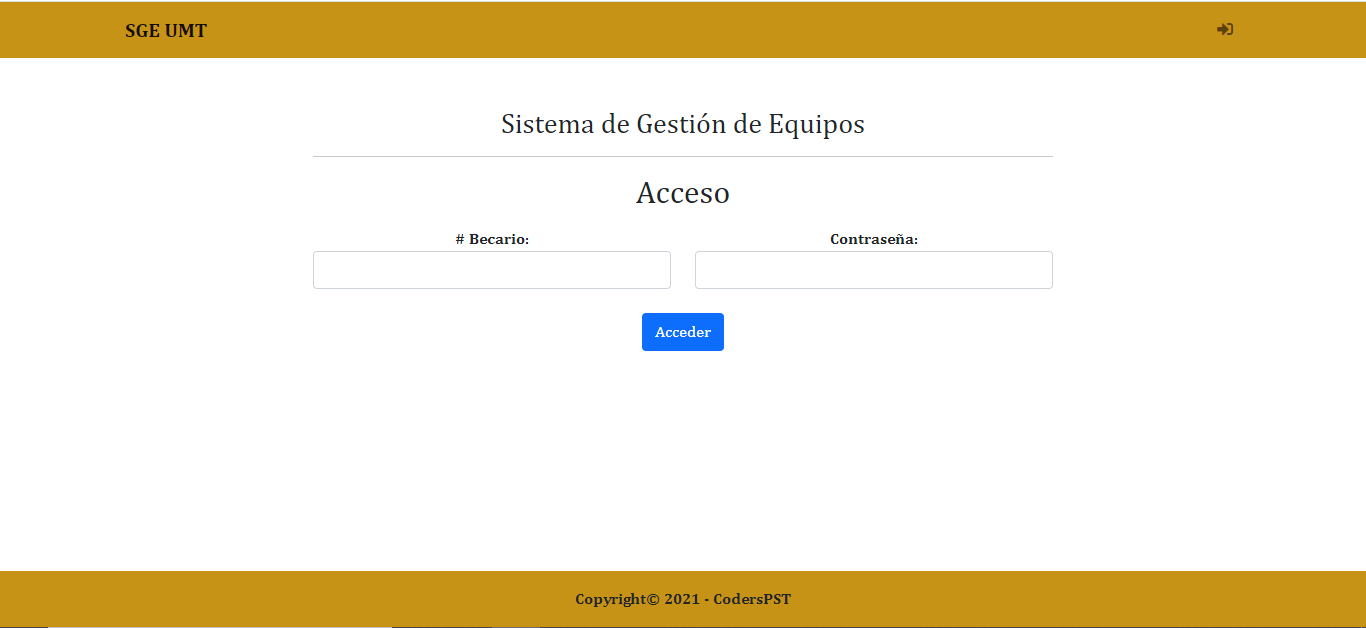 SGE UMT
Sistema de Gestión de Equipos
Acceso
# Becario:
Contraseña:
Acceder
Copyright© 2021 - CodersPST